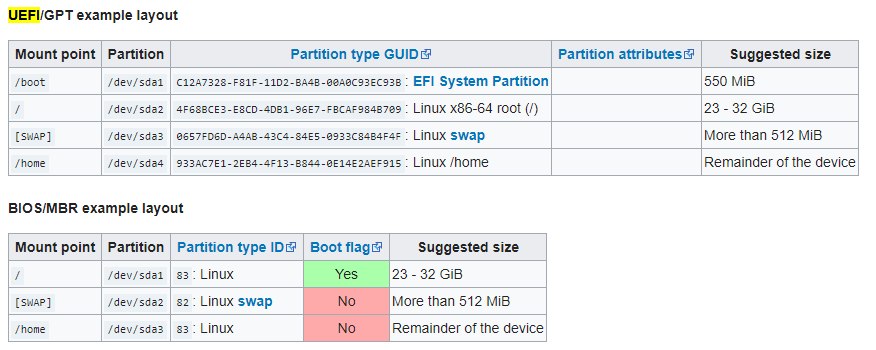 UEFI/GPT example layout
Mount point Partition Partition type GUID Partition attributes Suggested size
/boot /dev/sda1 C12A7328-F81F-11D2-BA4B-00A0C93EC93B : EFI System Partition 550 MiB
/ /dev/sda2 4F68BCE3-E8CD-4DB1-96E7-FBCAF984B709 : Linux x86-64 root (/) 23 - 32 GiB
[SWAP] /dev/sda3 0657FD6D-A4AB-43C4-84E5-0933C84B4F4F : Linux swap More than 512 MiB
/home /dev/sda4 933AC7E1-2EB4-4F13-B844-0E14E2AEF915 : Linux /home Remainder of the device
BIOS/MBR example layout
Mount point Partition Partition type ID Boot flag Suggested size
/ /dev/sda1 83 : Linux Yes 23 - 32 GiB
[SWAP] /dev/sda2 82 : Linux swap No More than 512 MiB
/home /dev/sda3 83 : Linux No Remainder of the device